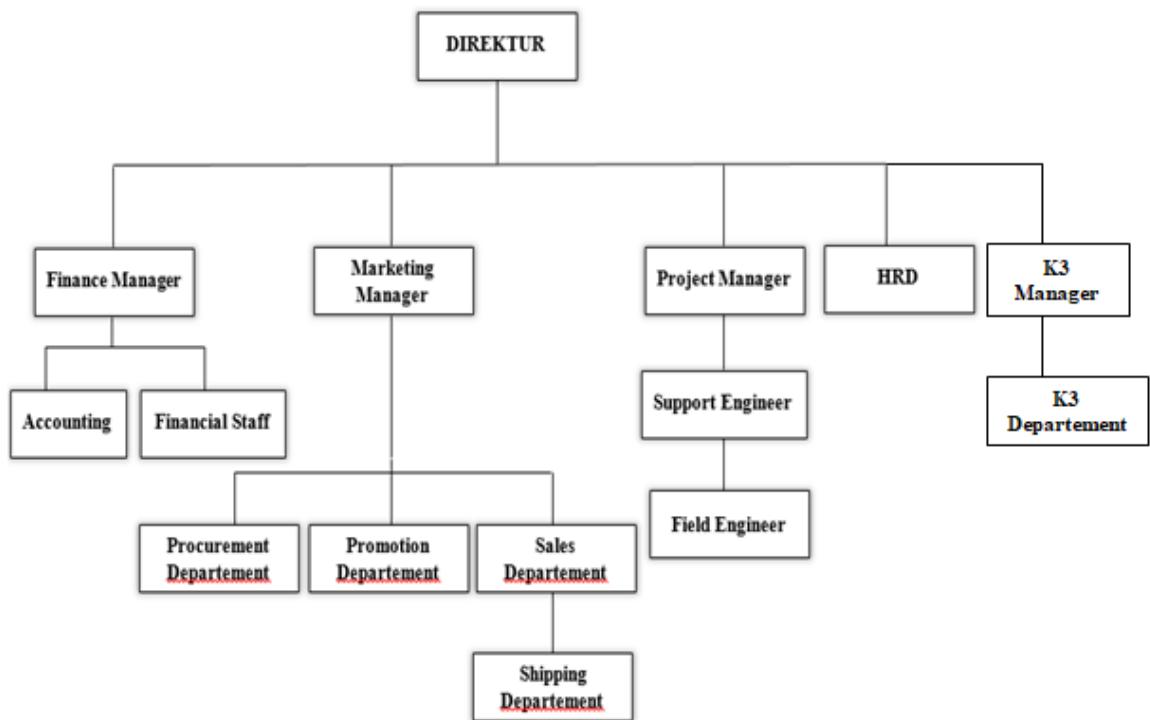 DIREKTUR
Finance Manager
Marketing
Manager
Project Manager
HRD
K3
Manager
Accounting
Financial Staff
Support Engineer
K3
Departement
Field Engineer
Procurement
Departement
Promotion
Departement
Sales
Departement
Shipping
Departement